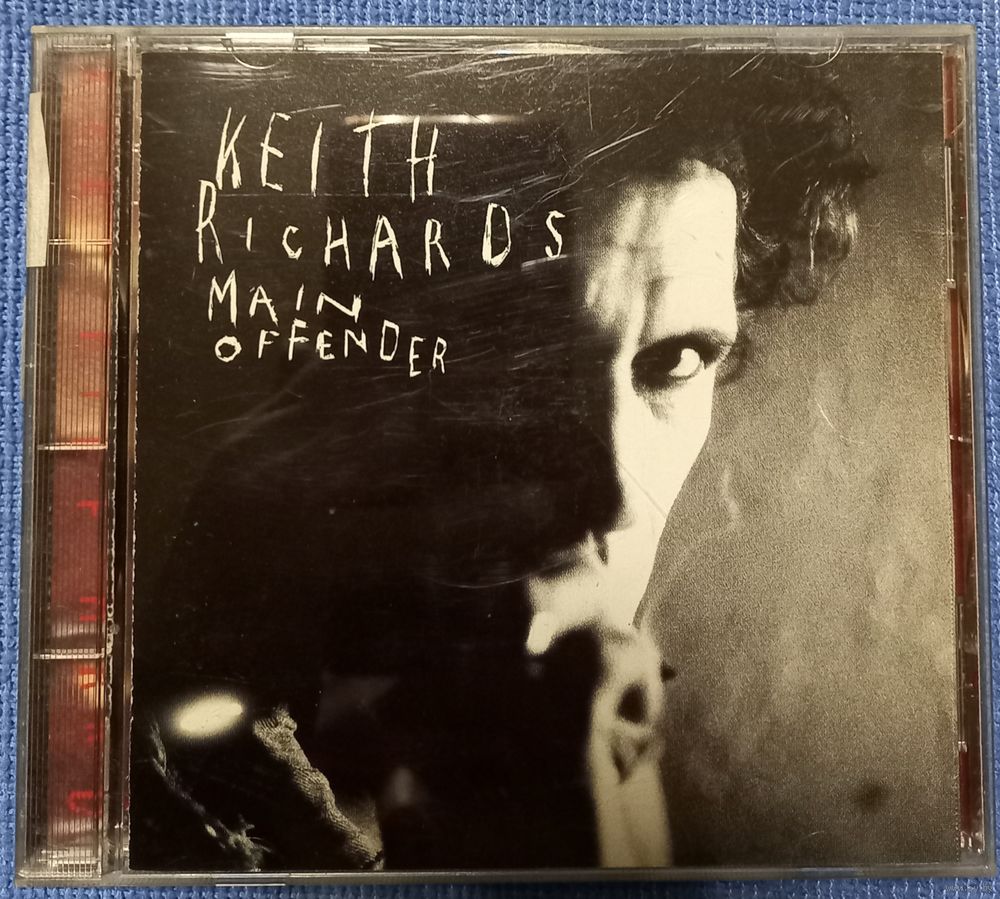 KEITH
RICHARDS
MAIN
OFFENDER